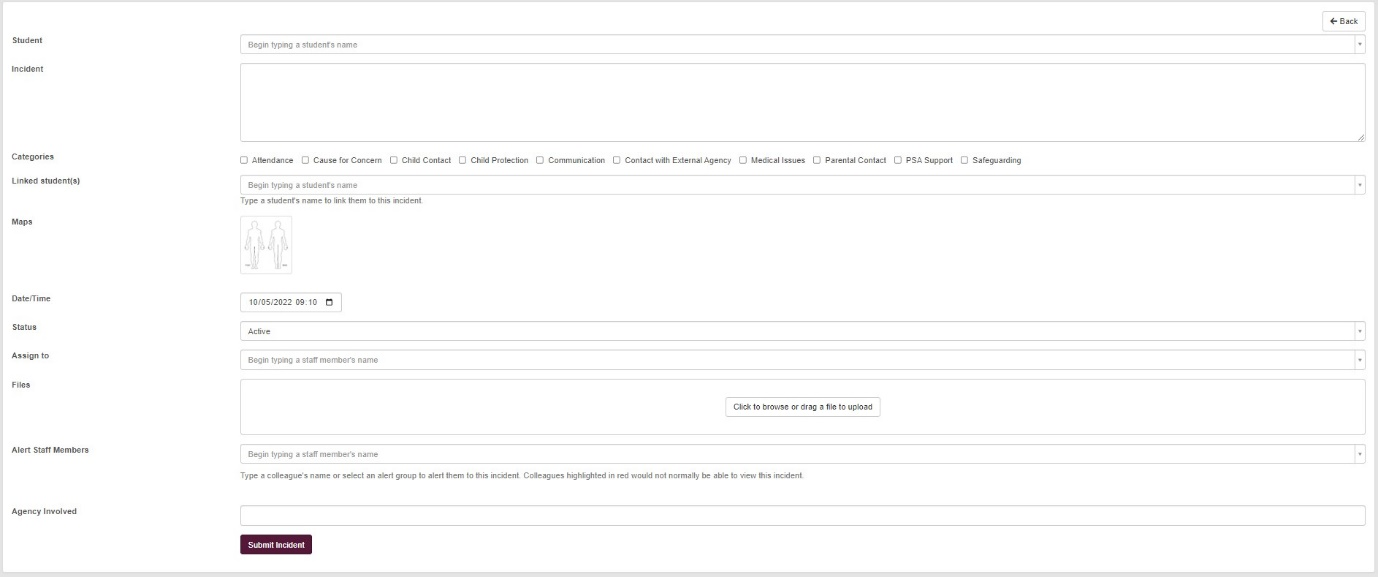 ← Back
Student
Begin typing a student's name
Incident
Categories
Attendance Cause for Concern Child Contact Child Protection Communication Contact with External Agency Medical Issues Parental Contact PSA Support Safeguarding
Linked student(s)
Begin typing a student's name
Type a student's name to link them to this incident
Maps
Date/Time
10/05/2022 09:10
Status
Active
Assign to
Begin typing a staff member's name
Files
Click to browse or drag a file to upload
Alert Staff Members
Begin typing a staff member's name
Type a colleague's name or select an alert group to alert them to this incident. Colleagues highlighted in red would not normally be able to view this incident.
Agency Involved
Submit Incident